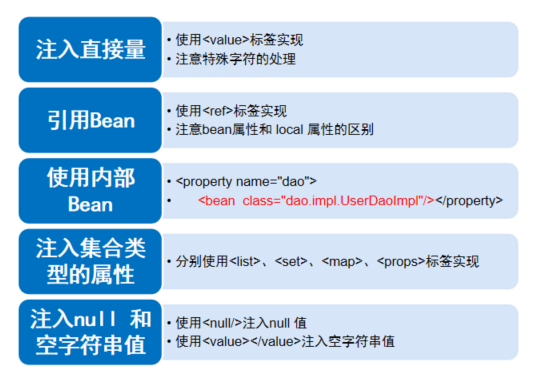 注入直接量
• 使用<value>标签实现
• 注意特殊字符的处理
引用Bean
• 使用<ref>标签实现
• 注意bean属性和 local 属性的区别
使用内部
Bean
• <property name="dao">
• <bean class="dao.impl.UserDaoImpl"/></property>
注入集合类
型的属性
• 分别使用<list>、<set>、<map>、<props>标签实现
注入null 和
空字符串值
• 使用<null/>注入null 值
• 使用<value></value>注入空字符串值